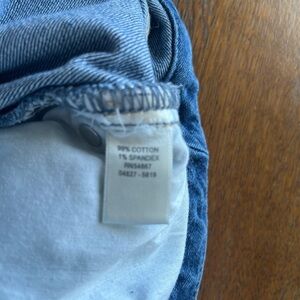 99% COTTON
1% SPANDEX
RN54867
04827 - 5819